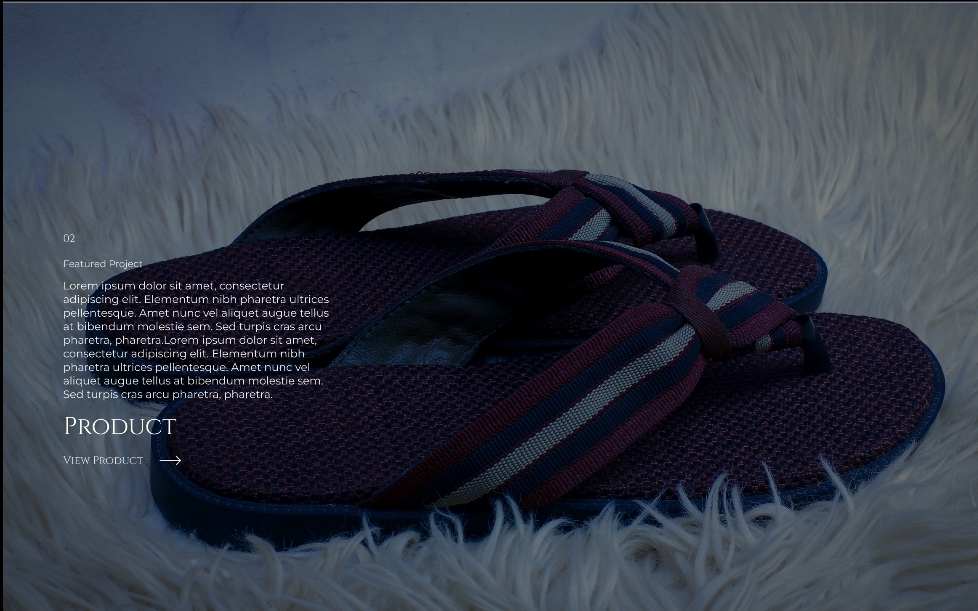 02
Featured Project
Lorem ipsum dolor sit amet, consectetur
adipiscing elit. Elementum nibh pharetra ultrices
pellentesque. Amet nunc vel aliquet augue tellus
at bibendum molestie sem. Sed turpis cras arcu
pharetra, pharetra.Lorem ipsum dolor sit amet,
consectetur adipiscing elit. Elementum nibh
pharetra ultrices pellentesque. Amet nunc vel
aliquet augue tellus at bibendum molestie sem.
Sed turpis cras arcu pharetra, pharetra.
Product
View Product